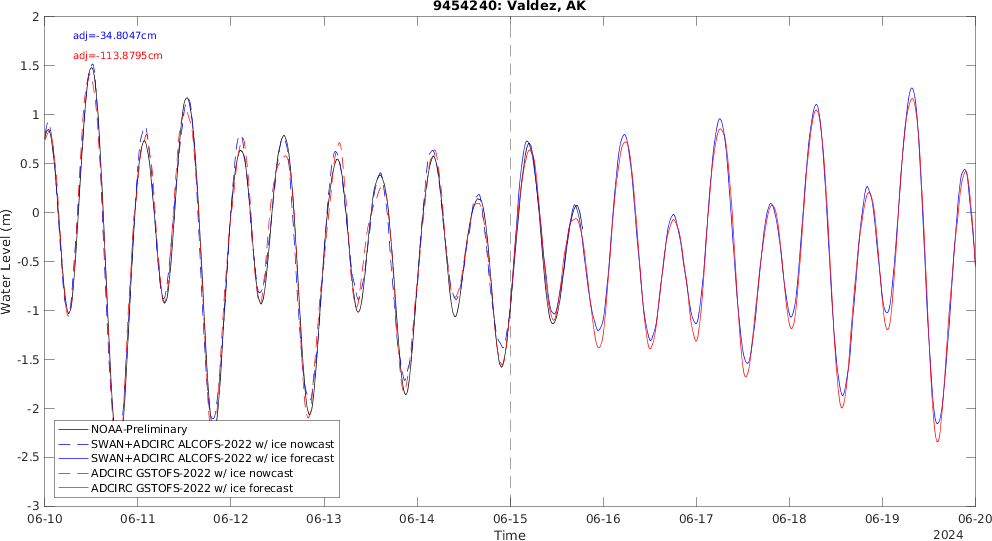 9454240: Valdez, AK
adj=-34.8047cm
adj=-113.8795cm
2
1.5
1
0.5
0
-0.5
-1
-1.5
-2
-2.5
-3
Water Level (m)
NOAA-Preliminary
SWAN+ADCIRC ALCOFS-2022 w/ ice nowcast
SWAN+ADCIRC ALCOFS-2022 w/ ice forecast
ADCIRC GSTOFS-2022 w/ ice nowcast
ADCIRC GSTOFS-2022 w/ ice forecast
06-10 06-11 06-12 06-13 06-14 06-15 06-16 06-17 06-18 06-19 06-20
Time
2024